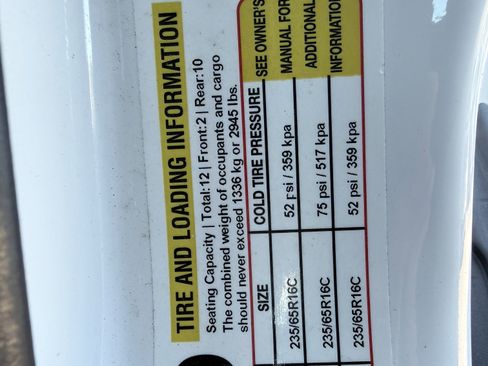 TIRE AND LOADING INFORMATION
Seating Capacity | Total:12 | Front:2 | Rear:10
The combined weight of occupants and cargo
should never exceed 1336 kg or 2945 lbs.
SIZE COLD TIRE PRESSURE SEE OWNER'S
235/65R16C 52 psi / 359 kpa MANUAL FOR
235/65R16C 75 psi / 517 kpa ADDITIONAL
235/65R16C 52 psi / 359 kpa INFORMATION